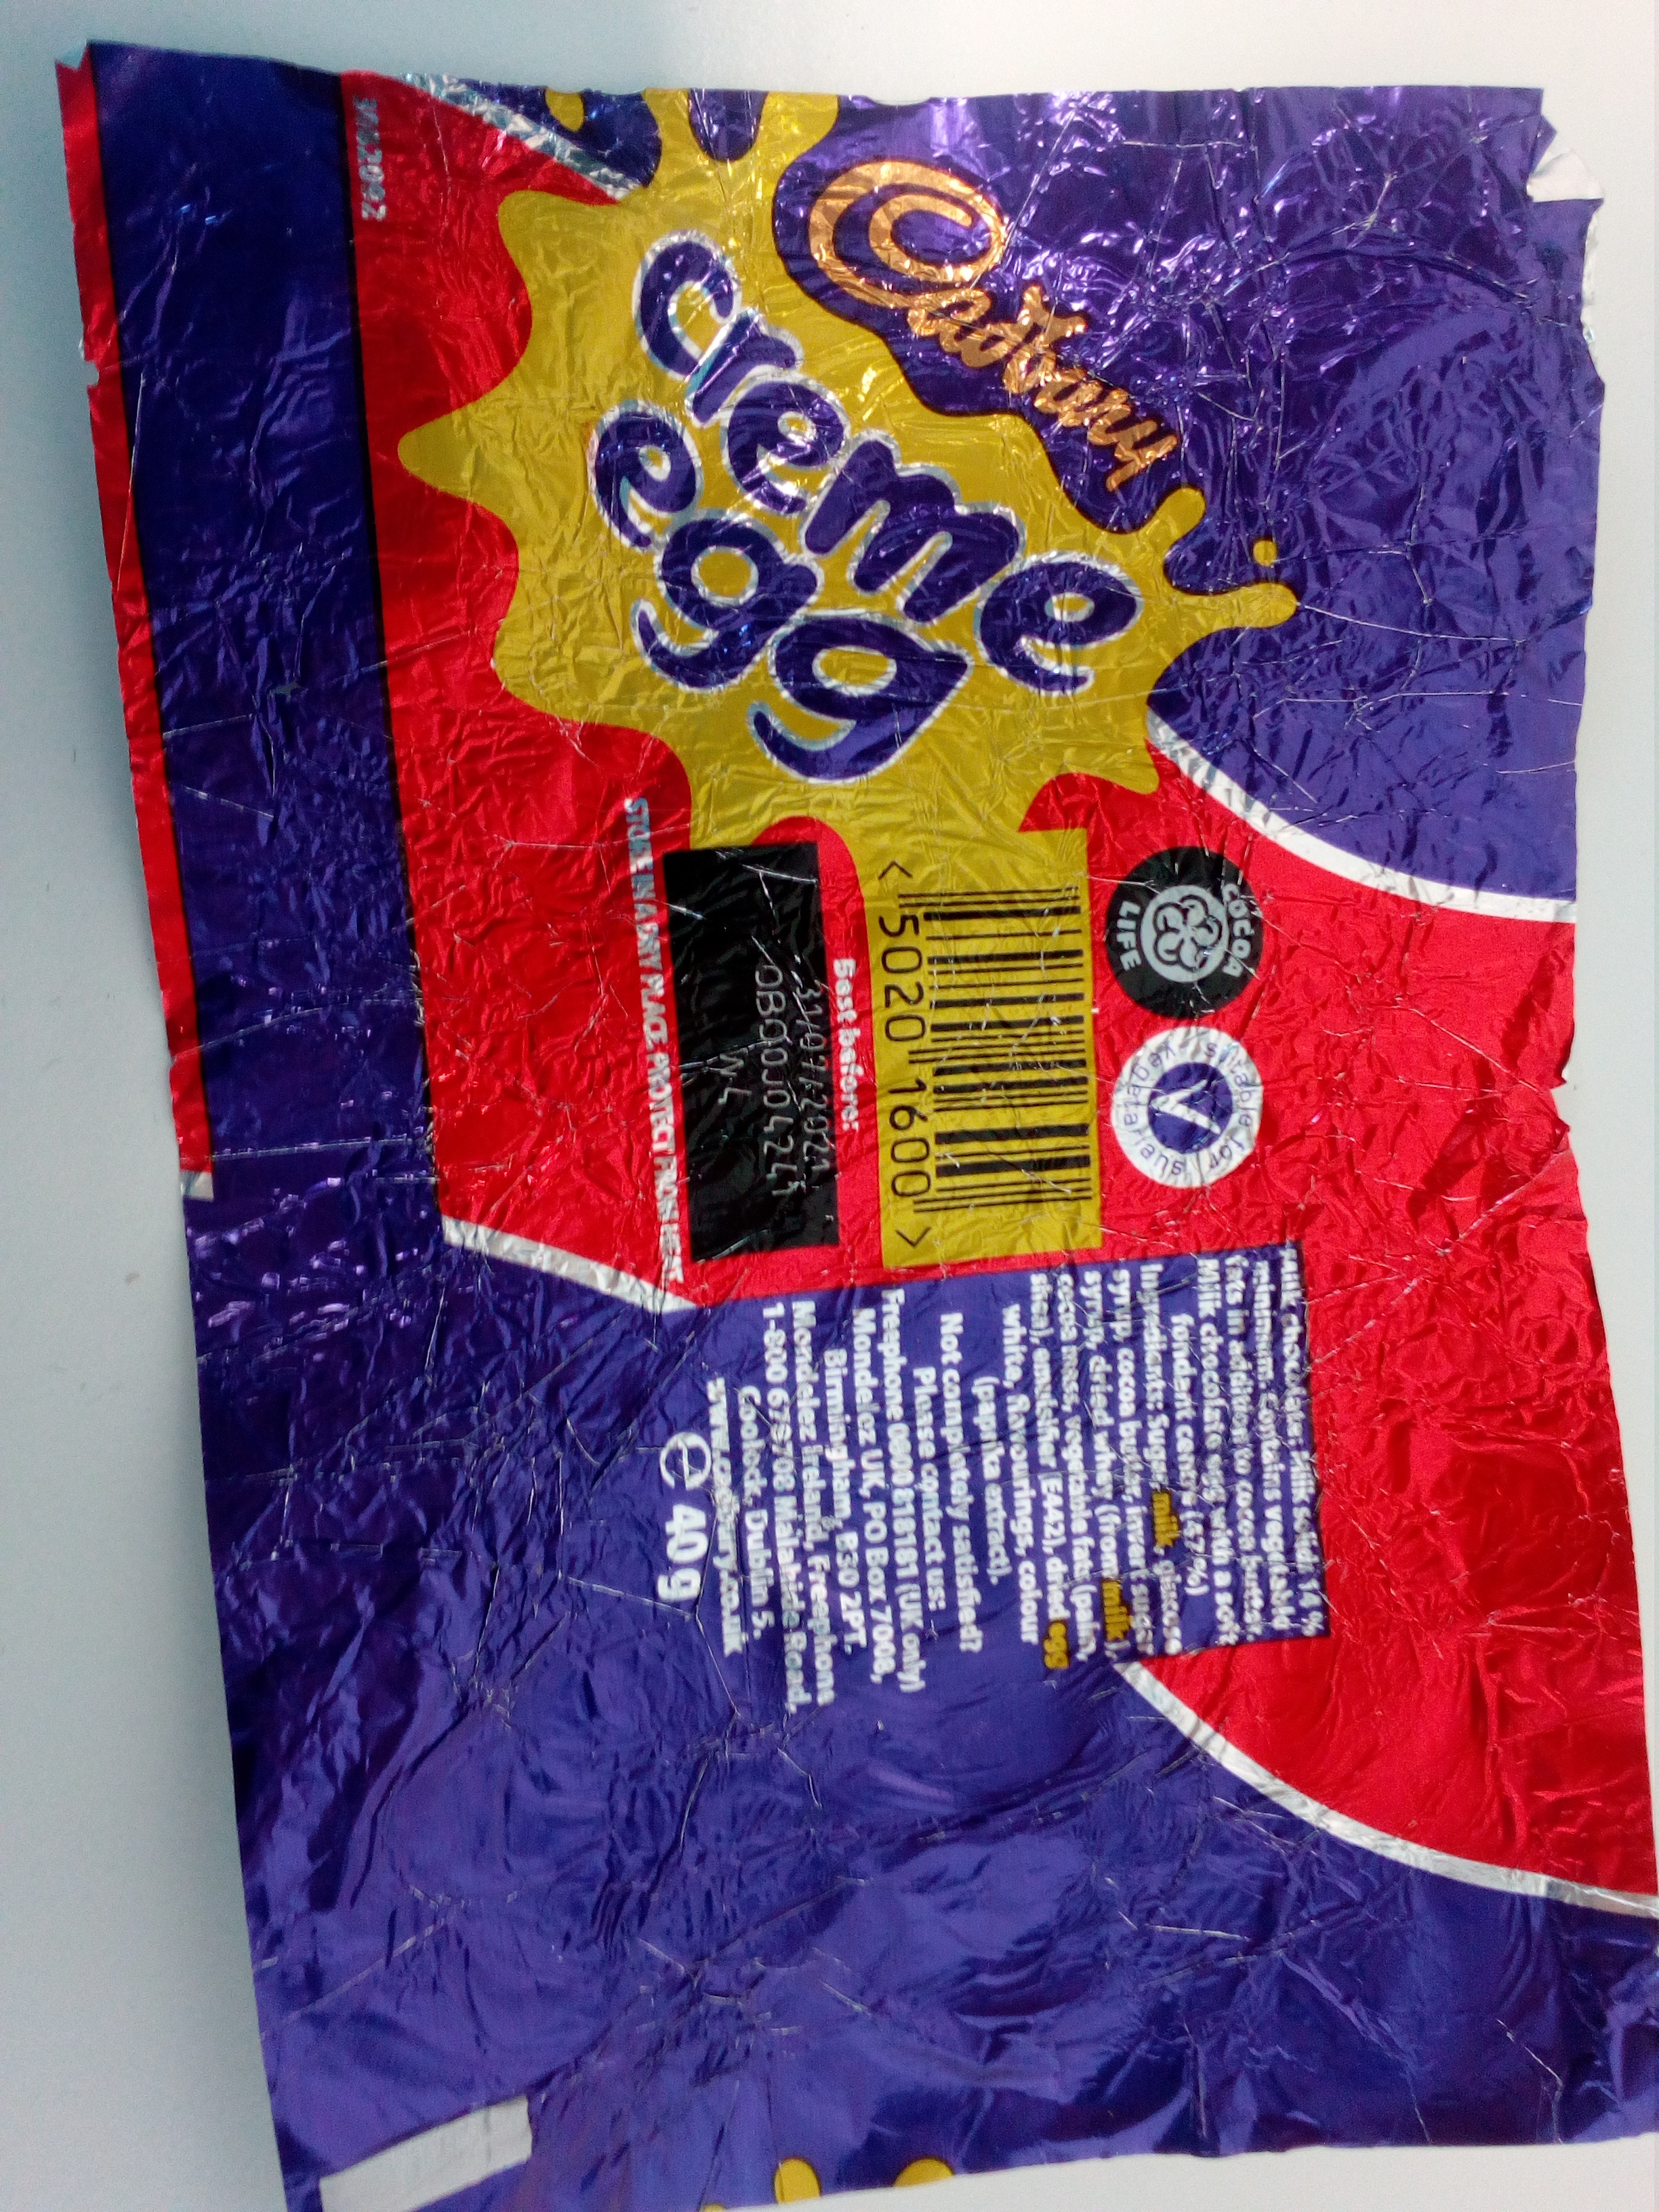 Cadbury
creme
egg
COCOA
LIFE
suitable for vegetarians
V
< 5020 1600 >
Best before:
31/07/2021
OBO0J04241
W4
STORE IN A DRY PLACE. PROTECT FROM HEAT.
Milk chocolate: Milk solids 14 %
minimum. Contains vegetable
fats in addition to cocoa butter.
Milk chocolate egg with a soft
fondant centre (47 %)
Ingredients: Sugar, milk, glucose
syrup, cocoa butter, invert sugar
syrup, dried whey (from milk),
cocoa mass, vegetable fats (palm,
shea), emulsifier (E442), dried egg
white, flavourings, colour
(paprika extract).
Not completely satisfied?
Please contact us:
Freephone 0800 818181 (UK only)
Mondelez UK, PO Box 7008,
Birmingham, B30 2PT.
Mondelez Ireland, Freephone
1-800 678708 Malahide Road,
Coolock, Dublin 5.
www.cadbury.co.uk
e 40 g